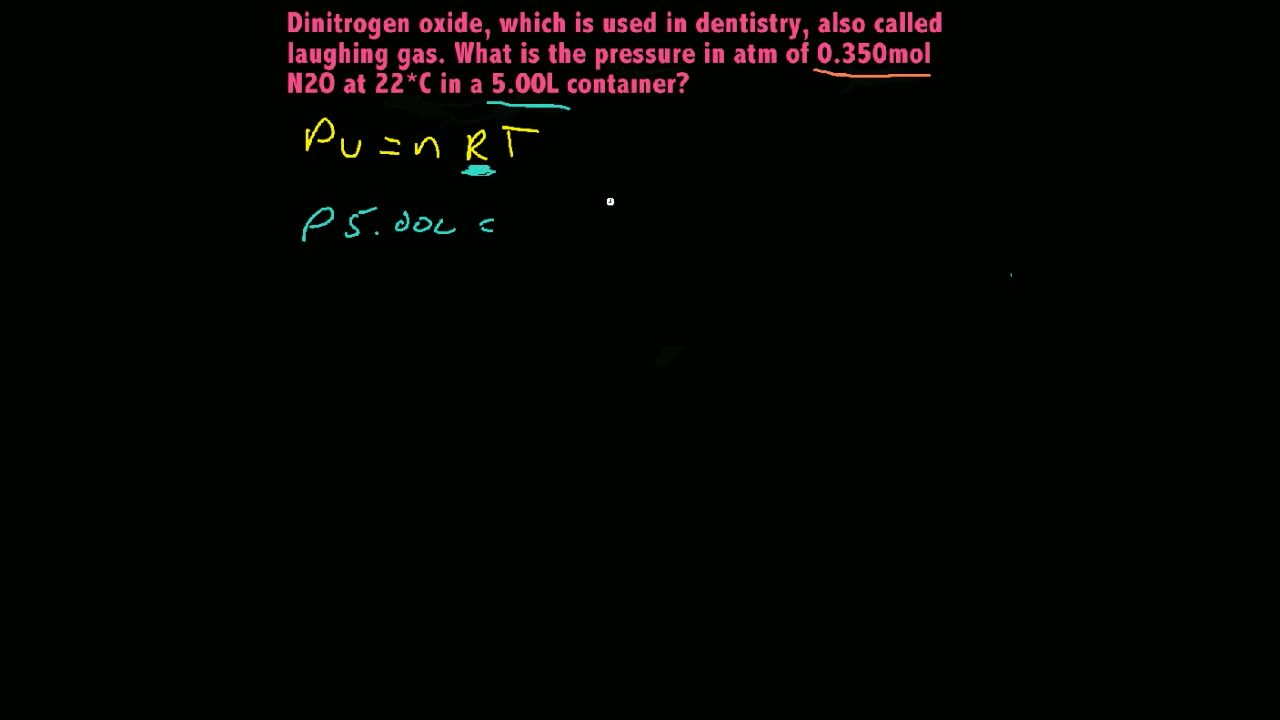 Dinitrogen oxide, which is used in dentistry, also called
laughing gas. What is the pressure in atm of 0.350mol
N2O at 22*C in a 5.00L container?
PV = n R T
P 5.00L =